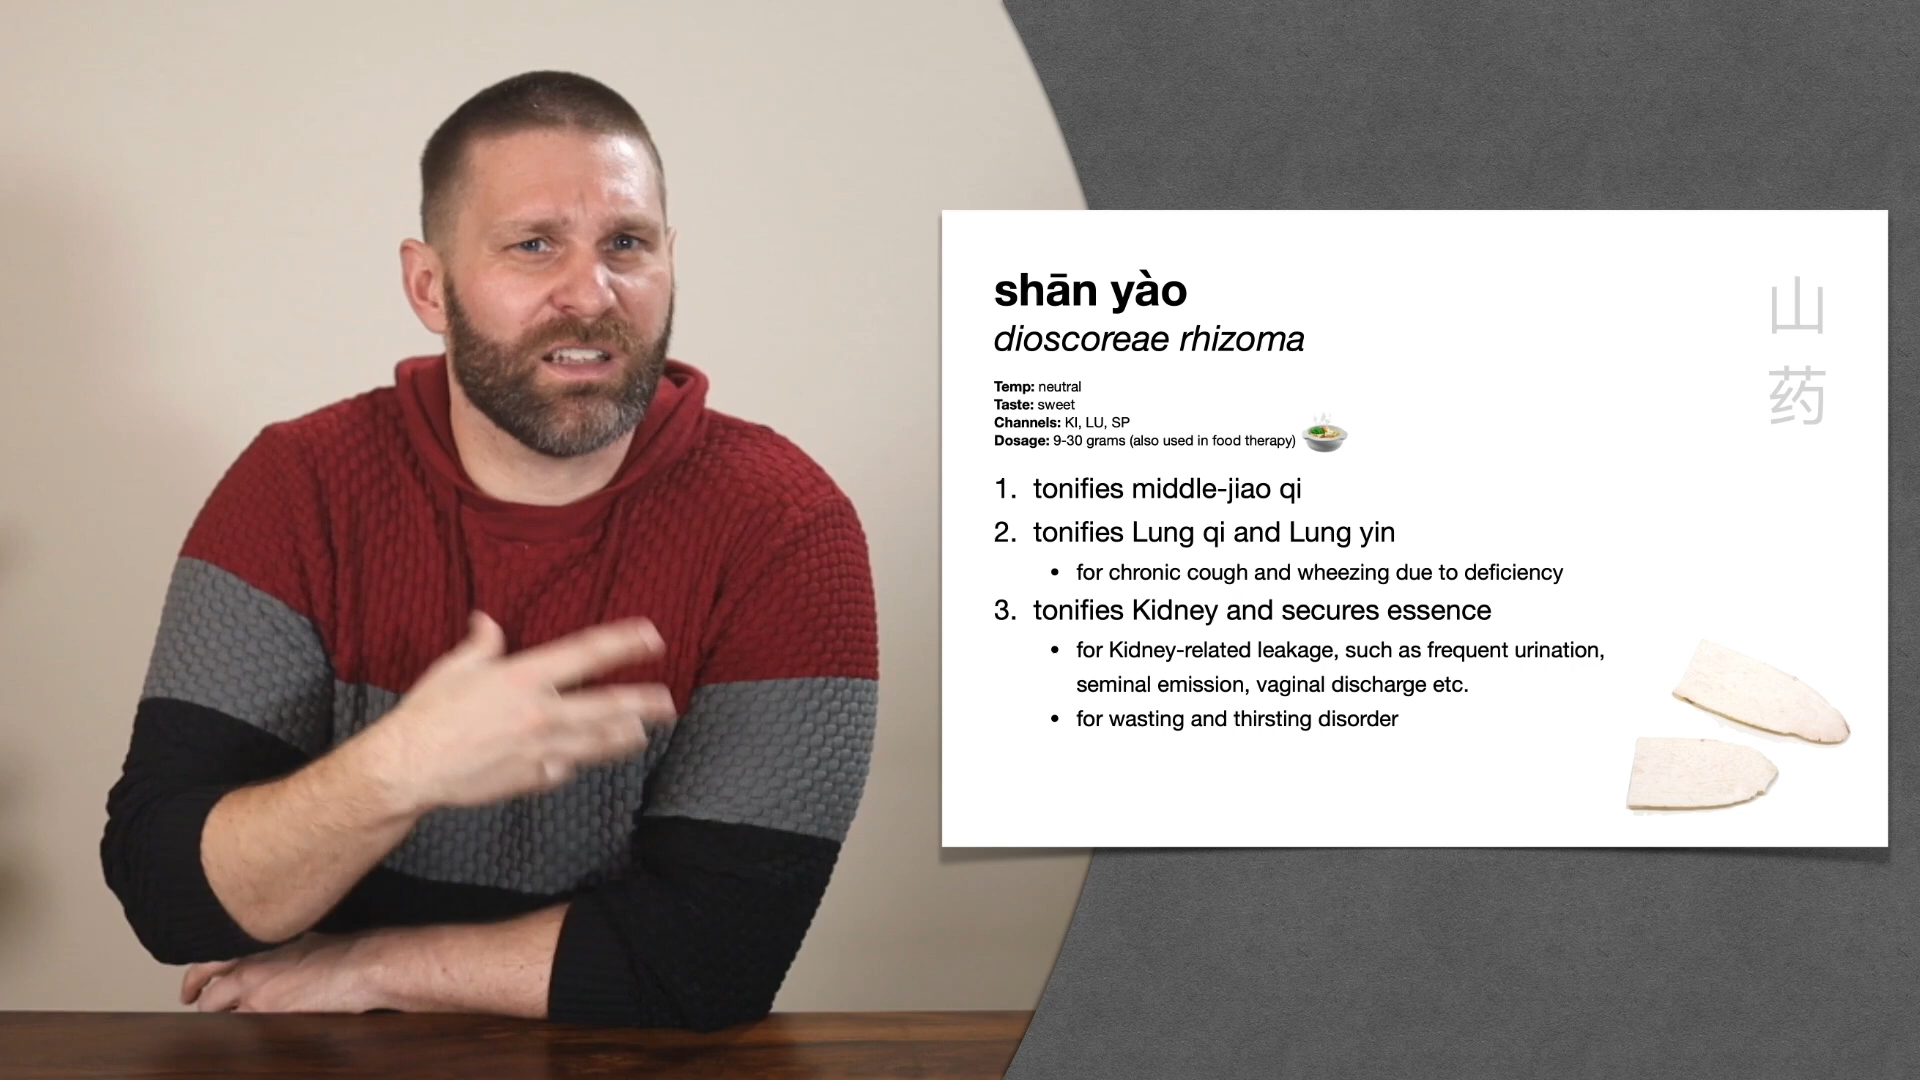 shān yào
dioscoreae rhizoma
山
药
Temp: neutral
Taste: sweet
Channels: KI, LU, SP
Dosage: 9-30 grams (also used in food therapy)
1. tonifies middle-jiao qi
2. tonifies Lung qi and Lung yin
• for chronic cough and wheezing due to deficiency
3. tonifies Kidney and secures essence
• for Kidney-related leakage, such as frequent urination,
seminal emission, vaginal discharge etc.
• for wasting and thirsting disorder